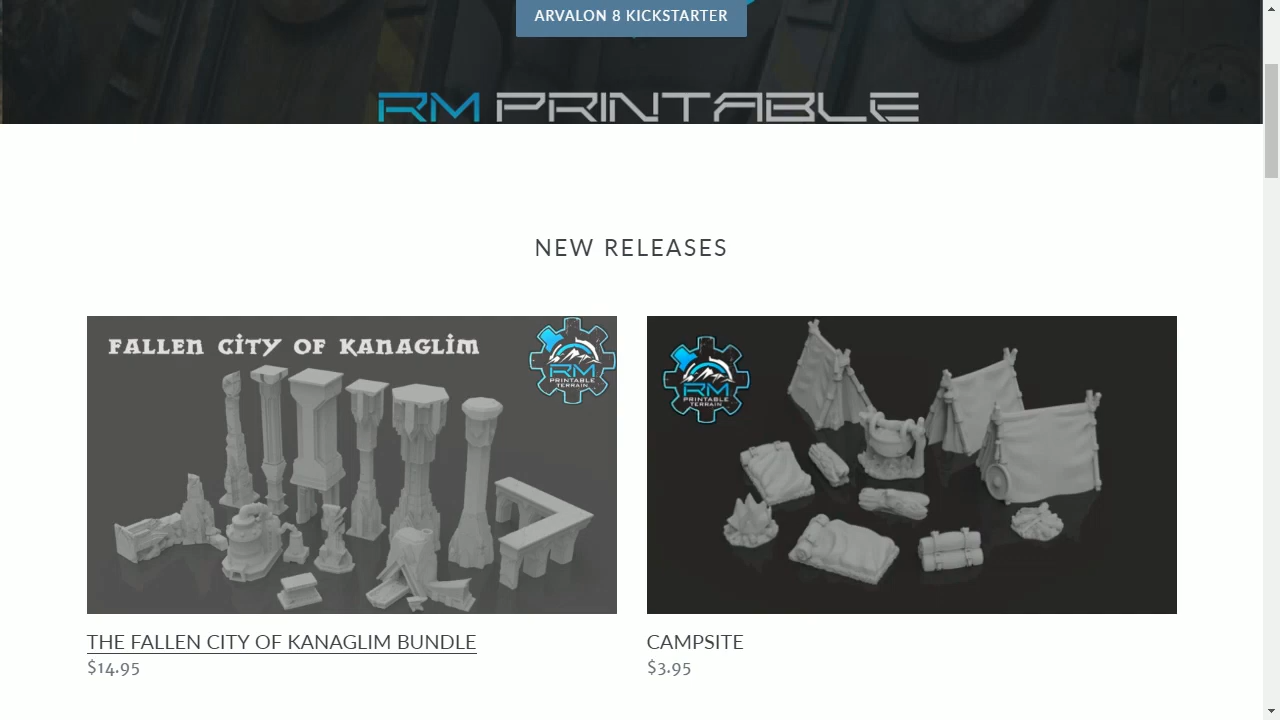 ARVALON 8 KICKSTARTER
RM PRINTABLE
NEW RELEASES
FALLEN CITY OF KANAGLIM
RM
PRINTABLE
TERRAIN
RM
PRINTABLE
TERRAIN
THE FALLEN CITY OF KANAGLIM BUNDLE
$14.95
CAMPSITE
$3.95